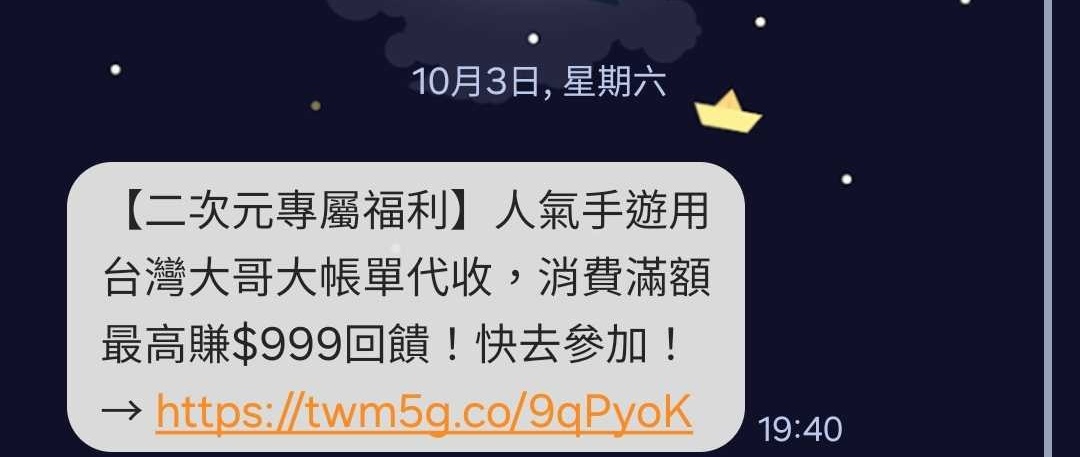 10月3日, 星期六
【二次元專屬福利】人氣手遊用
台灣大哥大帳單代收，消費滿額
最高賺$999回饋！快去參加！
→ https://twm5g.co/9qPyoK
19:40